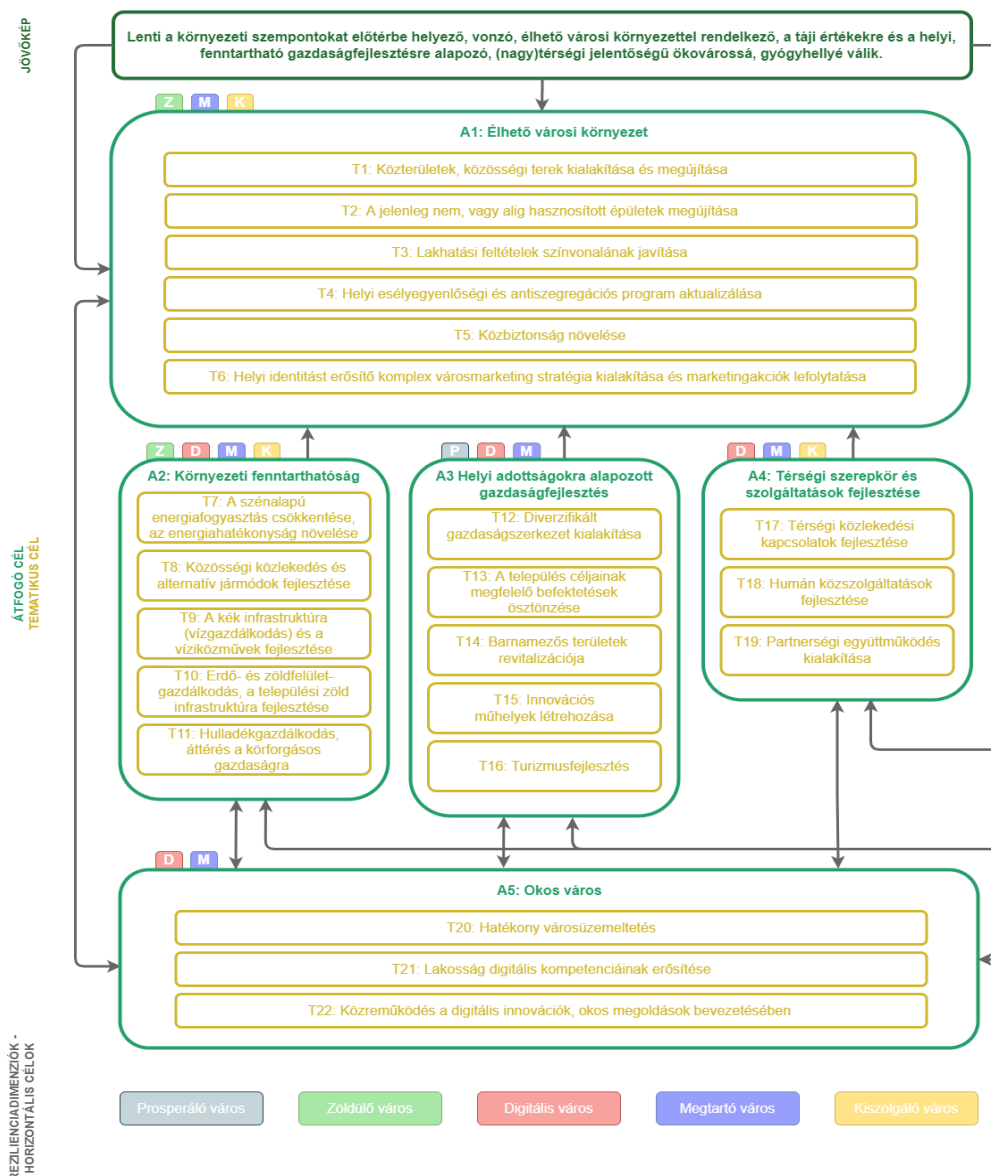 JÖVŐKÉP
Lenti a környezeti szempontokat előtérbe helyező, vonzó, élhető városi környezettel rendelkező, a táji értékekre és a helyi,
fenntartható gazdaságfejlesztésre alapozó, (nagy)térségi jelentőségű ökovárossá, gyógyhellyé válik.
Z M K
A1: Élhető városi környezet
T1: Közterületek, közösségi terek kialakítása és megújítása
T2: A jelenleg nem, vagy alig hasznosított épületek megújítása
T3: Lakhatási feltételek színvonalának javítása
T4: Helyi esélyegyenlőségi és antiszegregációs program aktualizálása
T5: Közbiztonság növelése
T6: Helyi identitást erősítő komplex városmarketing stratégia kialakítása és marketingakciók lefolytatása
ÁTFOGÓ CÉL
TEMATIKUS CÉL
Z D M K
A2: Környezeti fenntarthatóság
T7: A szénalapú
energiafogyasztás csökkentése,
az energiahatékonyság növelése
T8: Közösségi közlekedés és
alternatív jármódok fejlesztése
T9: A kék infrastruktúra
(vízgazdálkodás) és a
víziközművek fejlesztése
T10: Erdő- és zöldfelület-
gazdálkodás, a települési zöld
infrastruktúra fejlesztése
T11: Hulladékgazdálkodás,
áttérés a körforgásos
gazdaságra
P D M
A3 Helyi adottságokra alapozott
gazdaságfejlesztés
T12: Diverzifikált
gazdaságszerkezet kialakítása
T13: A település céljainak
megfelelő befektetések
ösztönzése
T14: Barnamezős területek
revitalizációja
T15: Innovációs
műhelyek létrehozása
T16: Turizmusfejlesztés
D M K
A4: Térségi szerepkör és
szolgáltatások fejlesztése
T17: Térségi közlekedési
kapcsolatok fejlesztése
T18: Humán közszolgáltatások
fejlesztése
T19: Partnerségi együttműködés
kialakítása
D M
A5: Okos város
T20: Hatékony városüzemeltetés
T21: Lakosság digitális kompetenciáinak erősítése
T22: Közreműködés a digitális innovációk, okos megoldások bevezetésében
REZILIENCIADIMENZIÓK -
HORIZONTÁLIS CÉLOK
Prosperáló város
Zöldülő város
Digitális város
Megtartó város
Kiszolgáló város